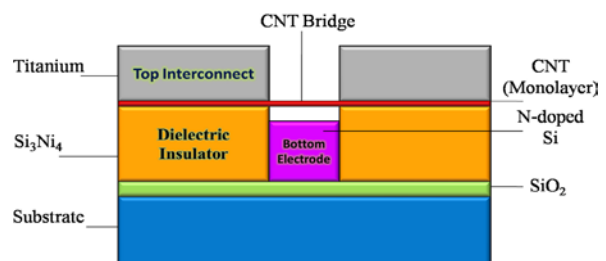 CNT Bridge
Titanium
Top Interconnect
CNT
(Monolayer)
N-doped
Si
Si₃Ni₄
Dielectric
Insulator
Bottom
Electrode
SiO₂
Substrate